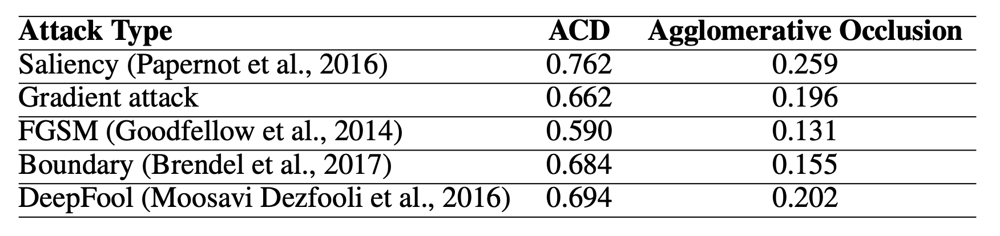 Attack Type ACD Agglomerative Occlusion
Saliency (Papernot et al., 2016) 0.762 0.259
Gradient attack 0.662 0.196
FGSM (Goodfellow et al., 2014) 0.590 0.131
Boundary (Brendel et al., 2017) 0.684 0.155
DeepFool (Moosavi Dezfooli et al., 2016) 0.694 0.202